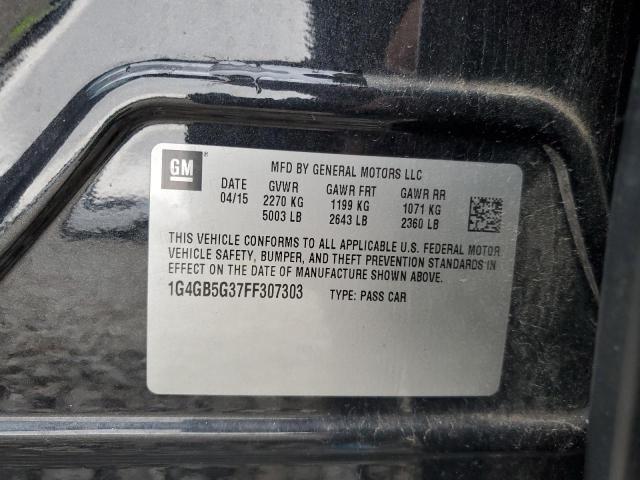 GM
MFD BY GENERAL MOTORS LLC
DATE GVWR GAWR FRT GAWR RR
04/15 2270 KG 1199 KG 1071 KG
5003 LB 2643 LB 2360 LB
THIS VEHICLE CONFORMS TO ALL APPLICABLE U.S. FEDERAL MOTOR
VEHICLE SAFETY, BUMPER, AND THEFT PREVENTION STANDARDS IN
EFFECT ON THE DATE OF MANUFACTURE SHOWN ABOVE.
1G4GB5G37FF307303 TYPE: PASS CAR